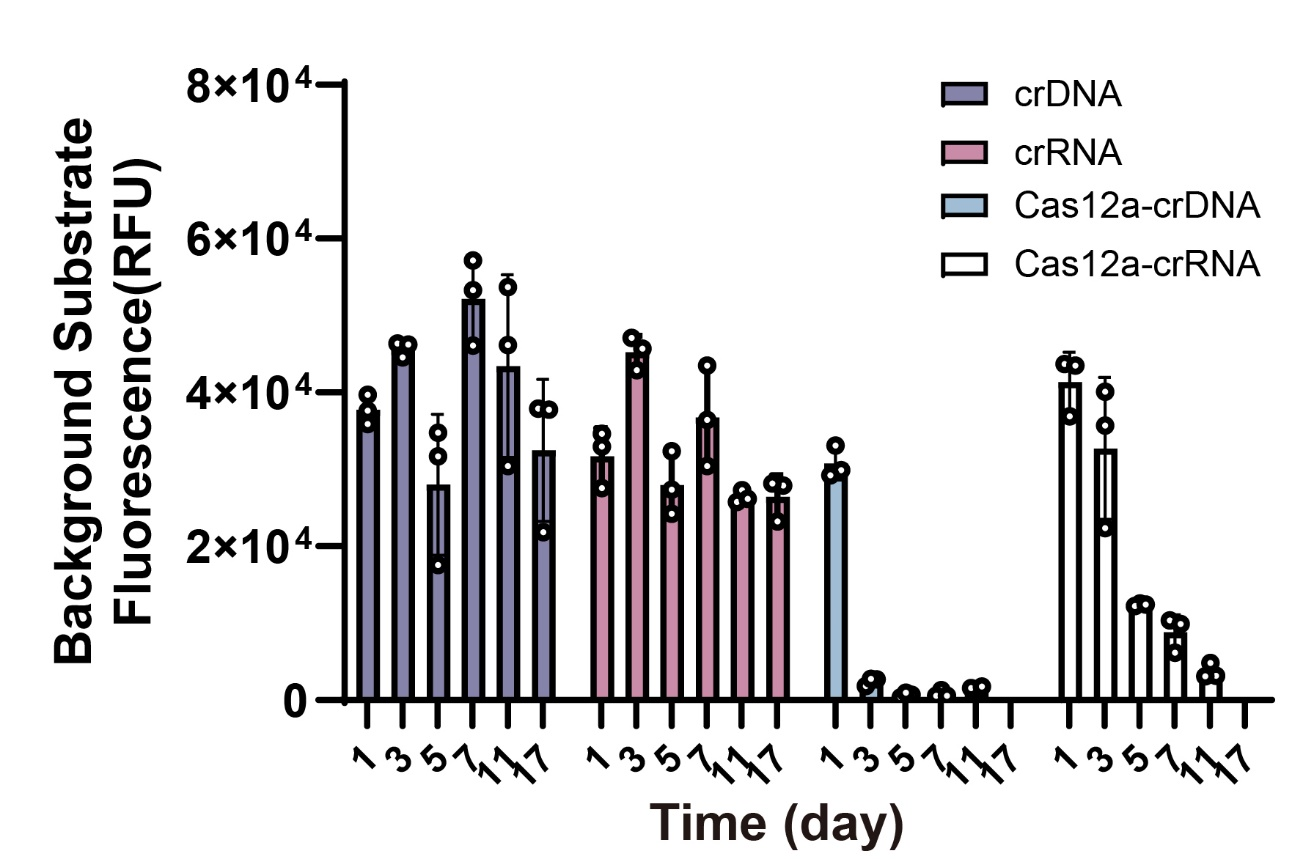 Background Substrate
Fluorescence(RFU)
8×10⁴
6×10⁴
4×10⁴
2×10⁴
0
crDNA
crRNA
Cas12a-crDNA
Cas12a-crRNA
1 3 5 7 11 17 1 3 5 7 11 17 1 3 5 7 11 17 1 3 5 7 11 17
Time (day)